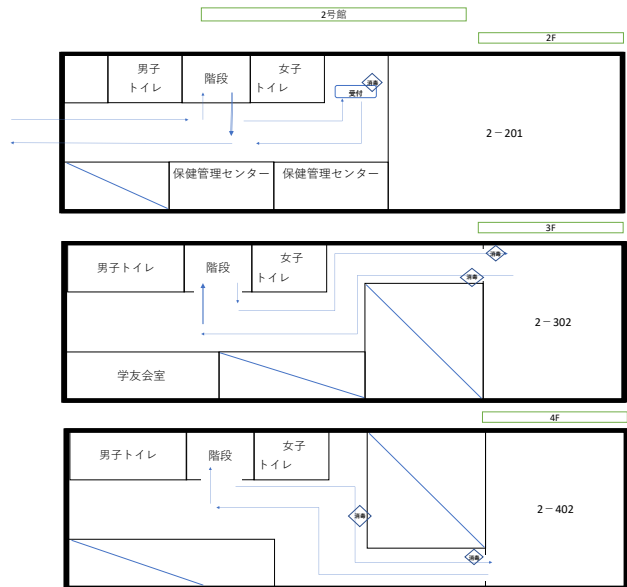 2号館
2F
男子
トイレ
階段
女子
トイレ
消毒
受付
2－201
保健管理センター
保健管理センター
3F
男子トイレ
階段
女子
トイレ
消毒
消毒
2－302
学友会室
4F
男子トイレ
階段
女子
トイレ
消毒
2－402
消毒